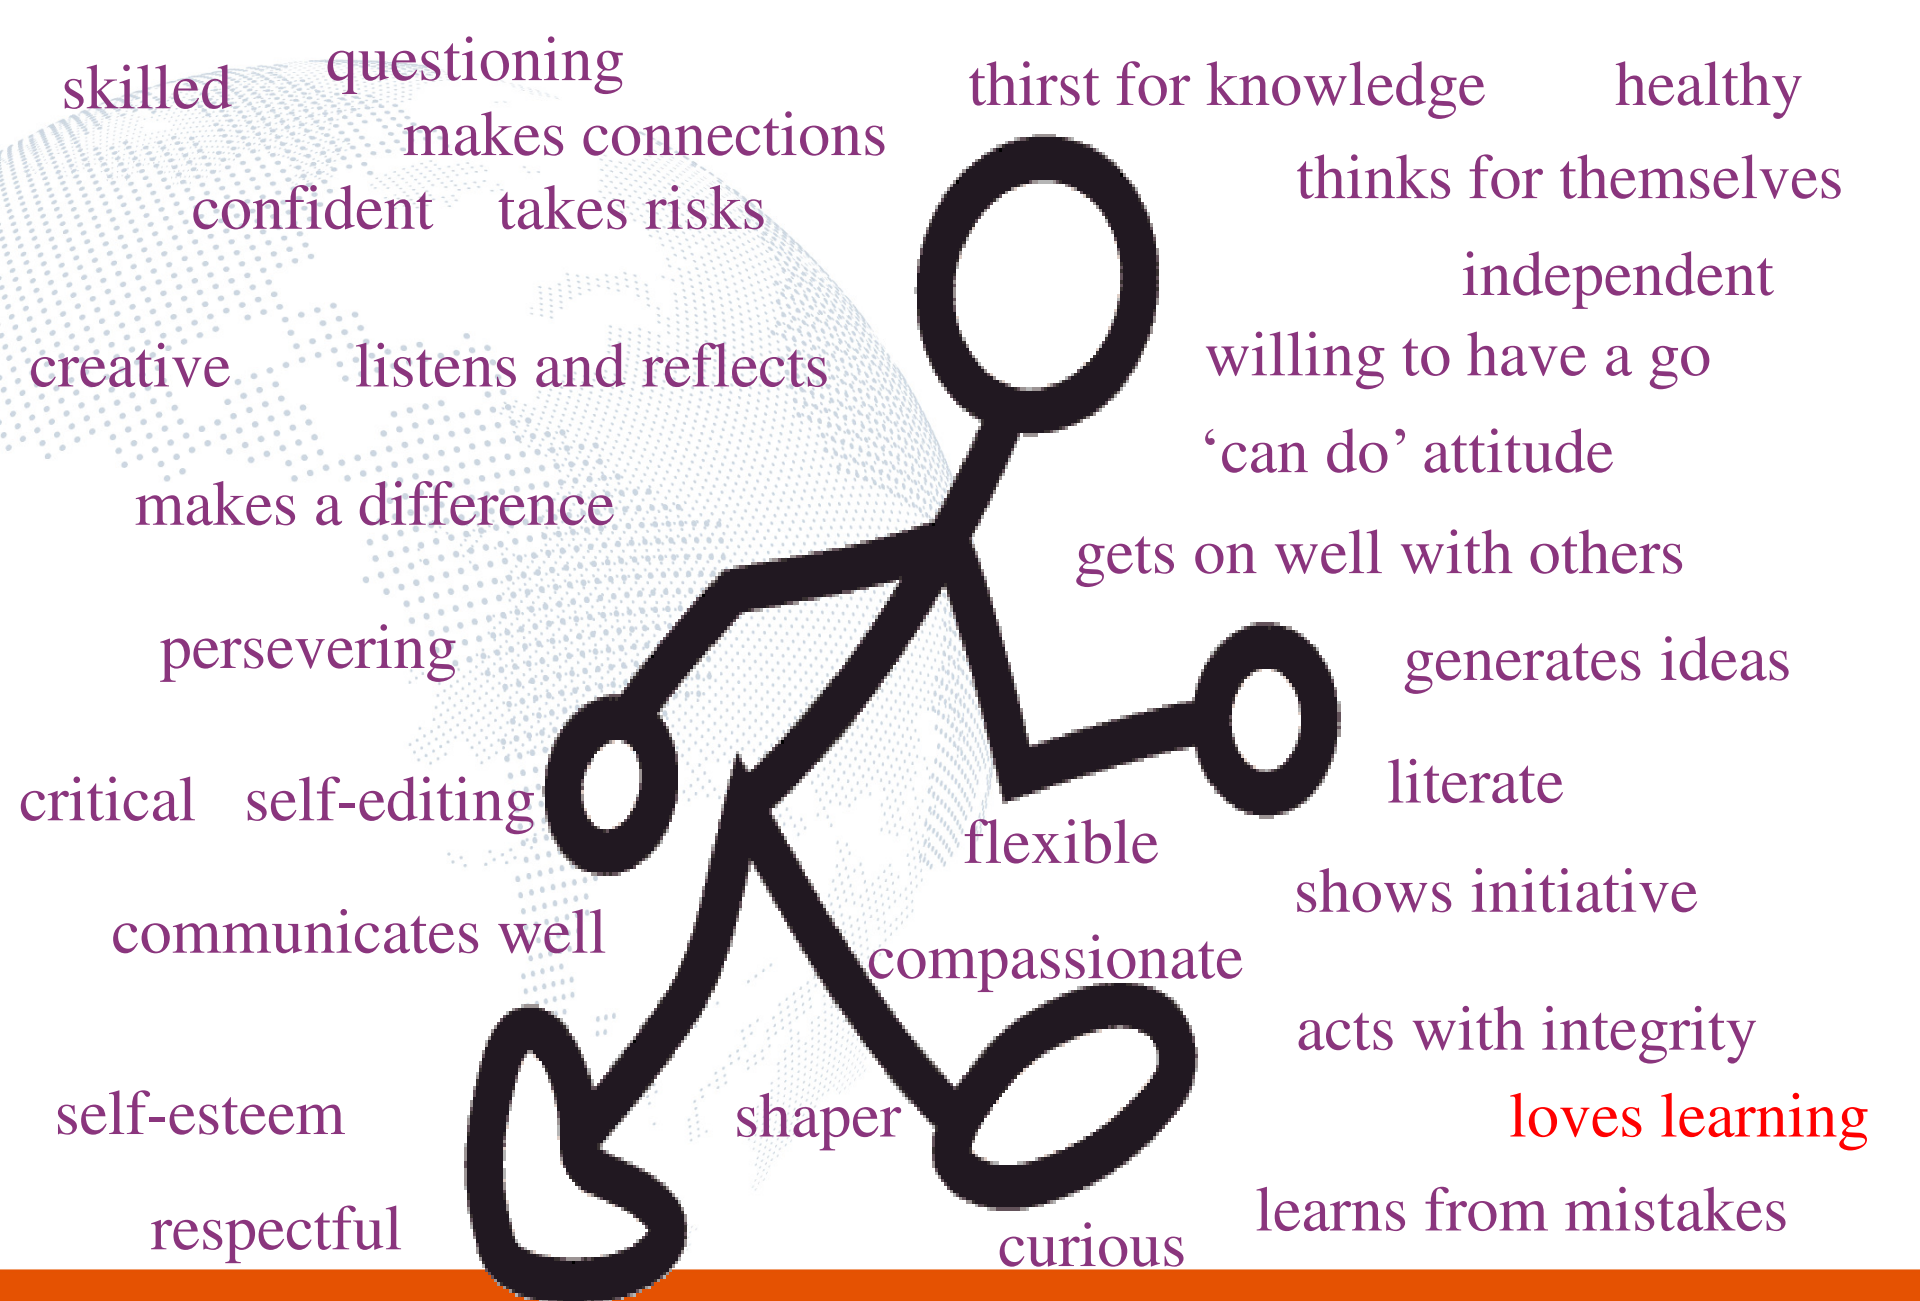 skilled
questioning
thirst for knowledge
healthy
makes connections
thinks for themselves
confident
takes risks
independent
creative
listens and reflects
willing to have a go
‘can do’ attitude
makes a difference
gets on well with others
persevering
generates ideas
critical
self-editing
literate
flexible
shows initiative
communicates well
compassionate
acts with integrity
self-esteem
shaper
loves learning
respectful
curious
learns from mistakes